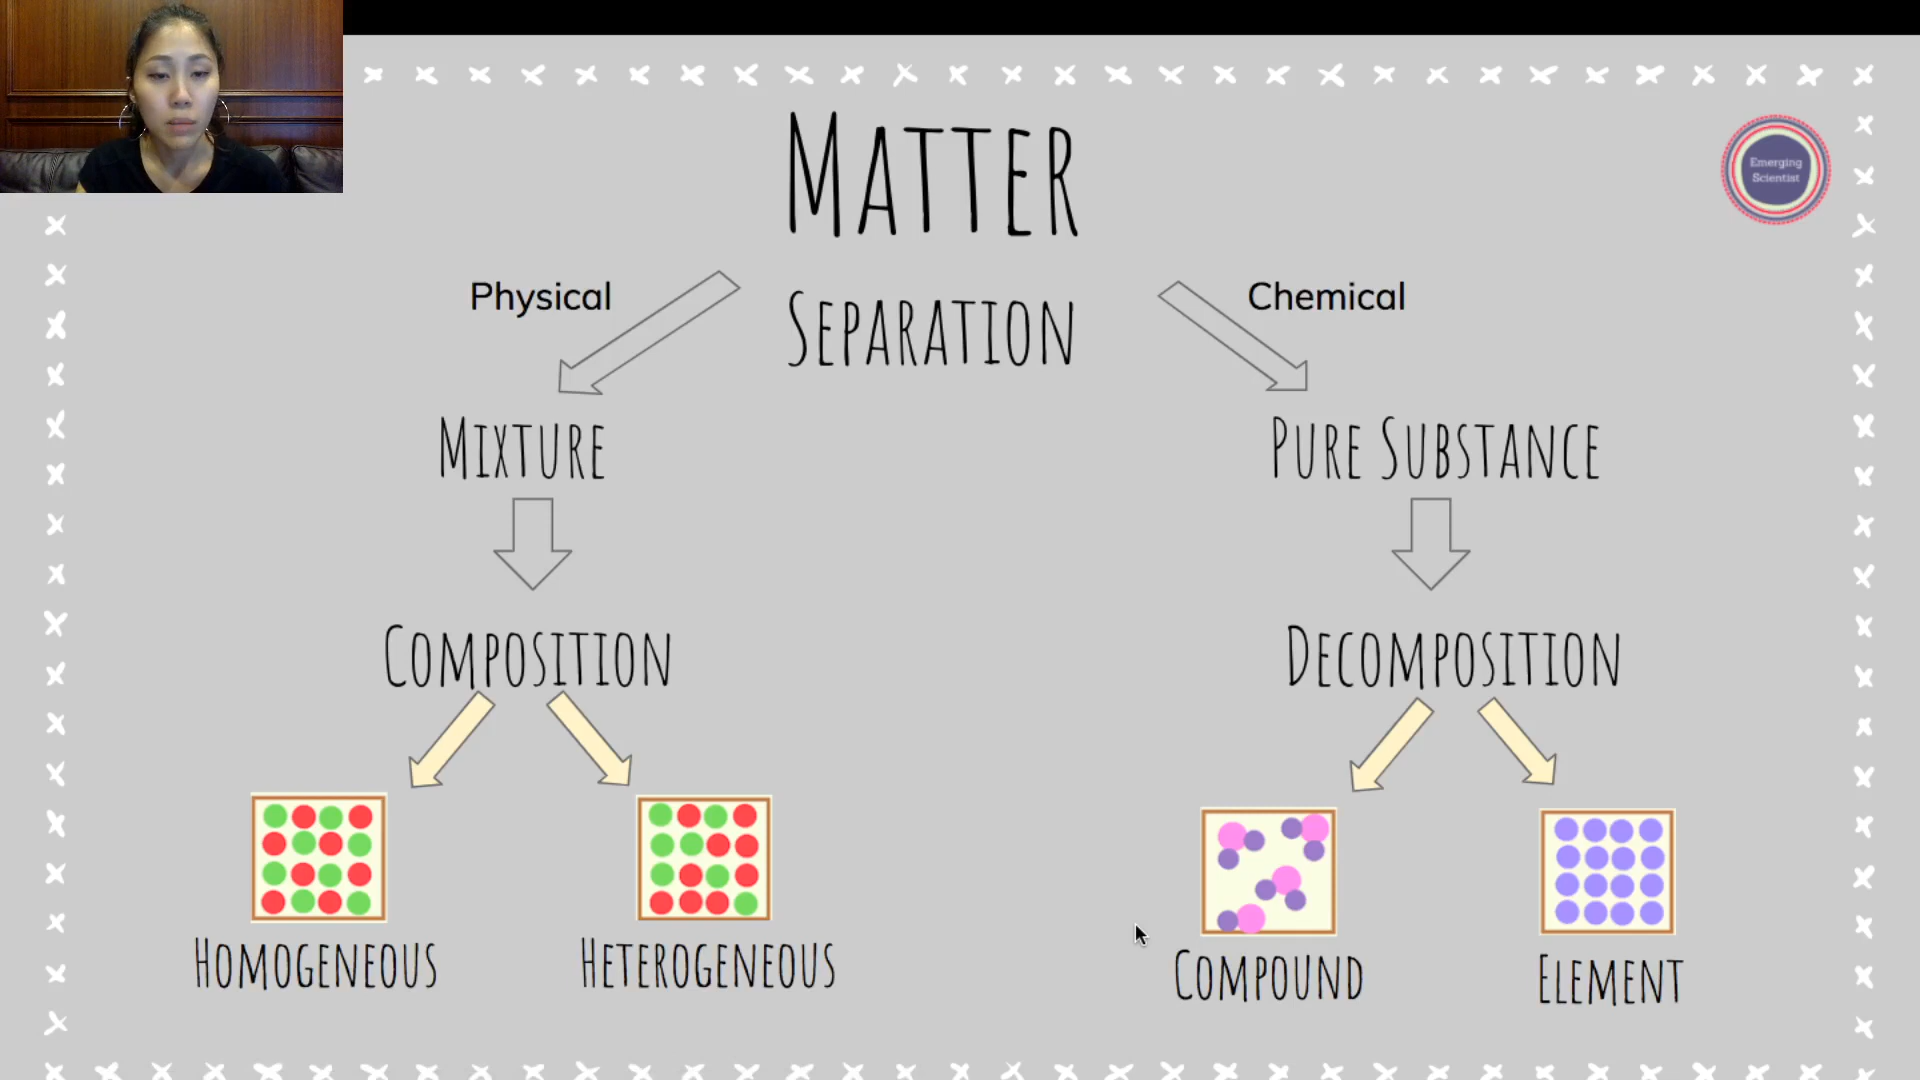 MATTER
Emerging
Scientist
Physical
Chemical
SEPARATION
MIXTURE
PURE SUBSTANCE
COMPOSITION
DECOMPOSITION
HOMOGENEOUS
HETEROGENEOUS
COMPOUND
ELEMENT